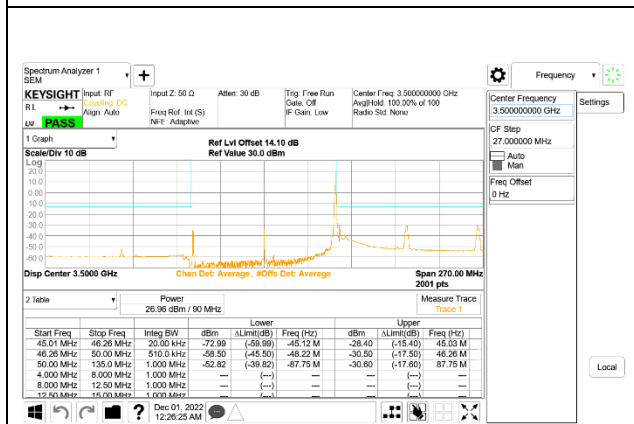 Spectrum Analyzer 1
SEM
+
Frequency
KEYSIGHT
R L
PASS
Input: RF
Coupling: DC
Align: Auto
Input Z: 50 Ω
Freq Ref: Int (S)
NFE: Adaptive
Atten: 30 dB
Trig: Free Run
Gate: Off
IF Gain: Low
Center Freq: 3.500000000 GHz
Avg|Hold: 100.00% of 100
Radio Std: None
Center Frequency
3.500000000 GHz
Settings
CF Step
27.000000 MHz
Auto
Man
Freq Offset
0 Hz
Local
1 Graph
Scale/Div 10 dB
Ref Lvl Offset 14.10 dB
Ref Value 30.0 dBm
Log
20.0
10.0
0.00
-10.0
-20.0
-30.0
-40.0
-50.0
-60.0
Disp Center 3.5000 GHz
Chan Det: Average , #Offs Det: Average
Span 270.00 MHz
2001 pts
2 Table
Power
26.96 dBm / 90 MHz
Measure Trace
Trace 1
Lower Upper
Start Freq Stop Freq Integ BW dBm ΔLimit(dB) Freq (Hz) dBm ΔLimit(dB) Freq (Hz)
45.01 MHz 46.26 MHz 20.00 kHz -72.99 (-59.99) -45.12 M -28.40 (-15.40) 45.03 M
46.26 MHz 50.00 MHz 510.0 kHz -58.50 (-45.50) -48.22 M -30.50 (-17.50) 46.26 M
50.00 MHz 135.0 MHz 1.000 MHz -52.82 (-39.82) -87.75 M -30.60 (-17.60) 87.75 M
4.000 MHz 8.000 MHz 1.000 MHz --- (---) --- --- (---) ---
8.000 MHz 12.50 MHz 1.000 MHz --- (---) --- --- (---) ---
12.50 MHz 15.00 MHz 1.000 MHz --- (---) --- --- (---) ---
?
Dec 01, 2022
12:26:25 AM